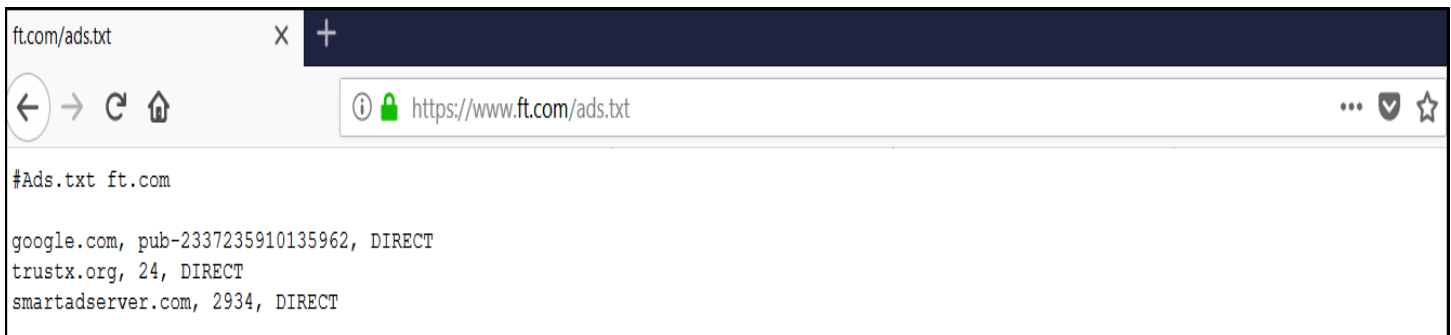 ft.com/ads.txt
https://www.ft.com/ads.txt
#Ads.txt ft.com
google.com, pub-2337235910135962, DIRECT
trustx.org, 24, DIRECT
smartadserver.com, 2934, DIRECT